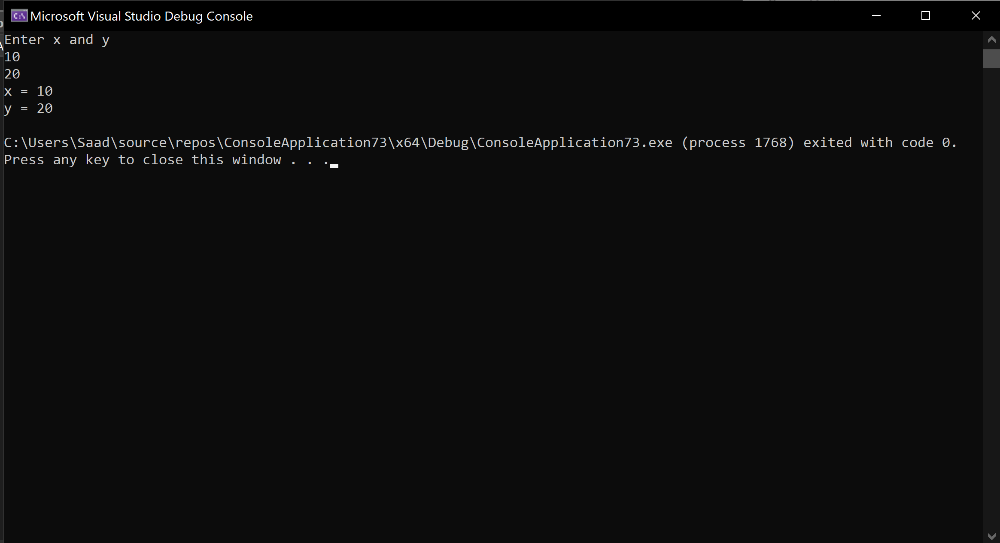 Microsoft Visual Studio Debug Console
Enter x and y
10
20
x = 10
y = 20
C:\Users\Saad\source\repos\ConsoleApplication73\x64\Debug\ConsoleApplication73.exe (process 1768) exited with code 0.
Press any key to close this window . . .